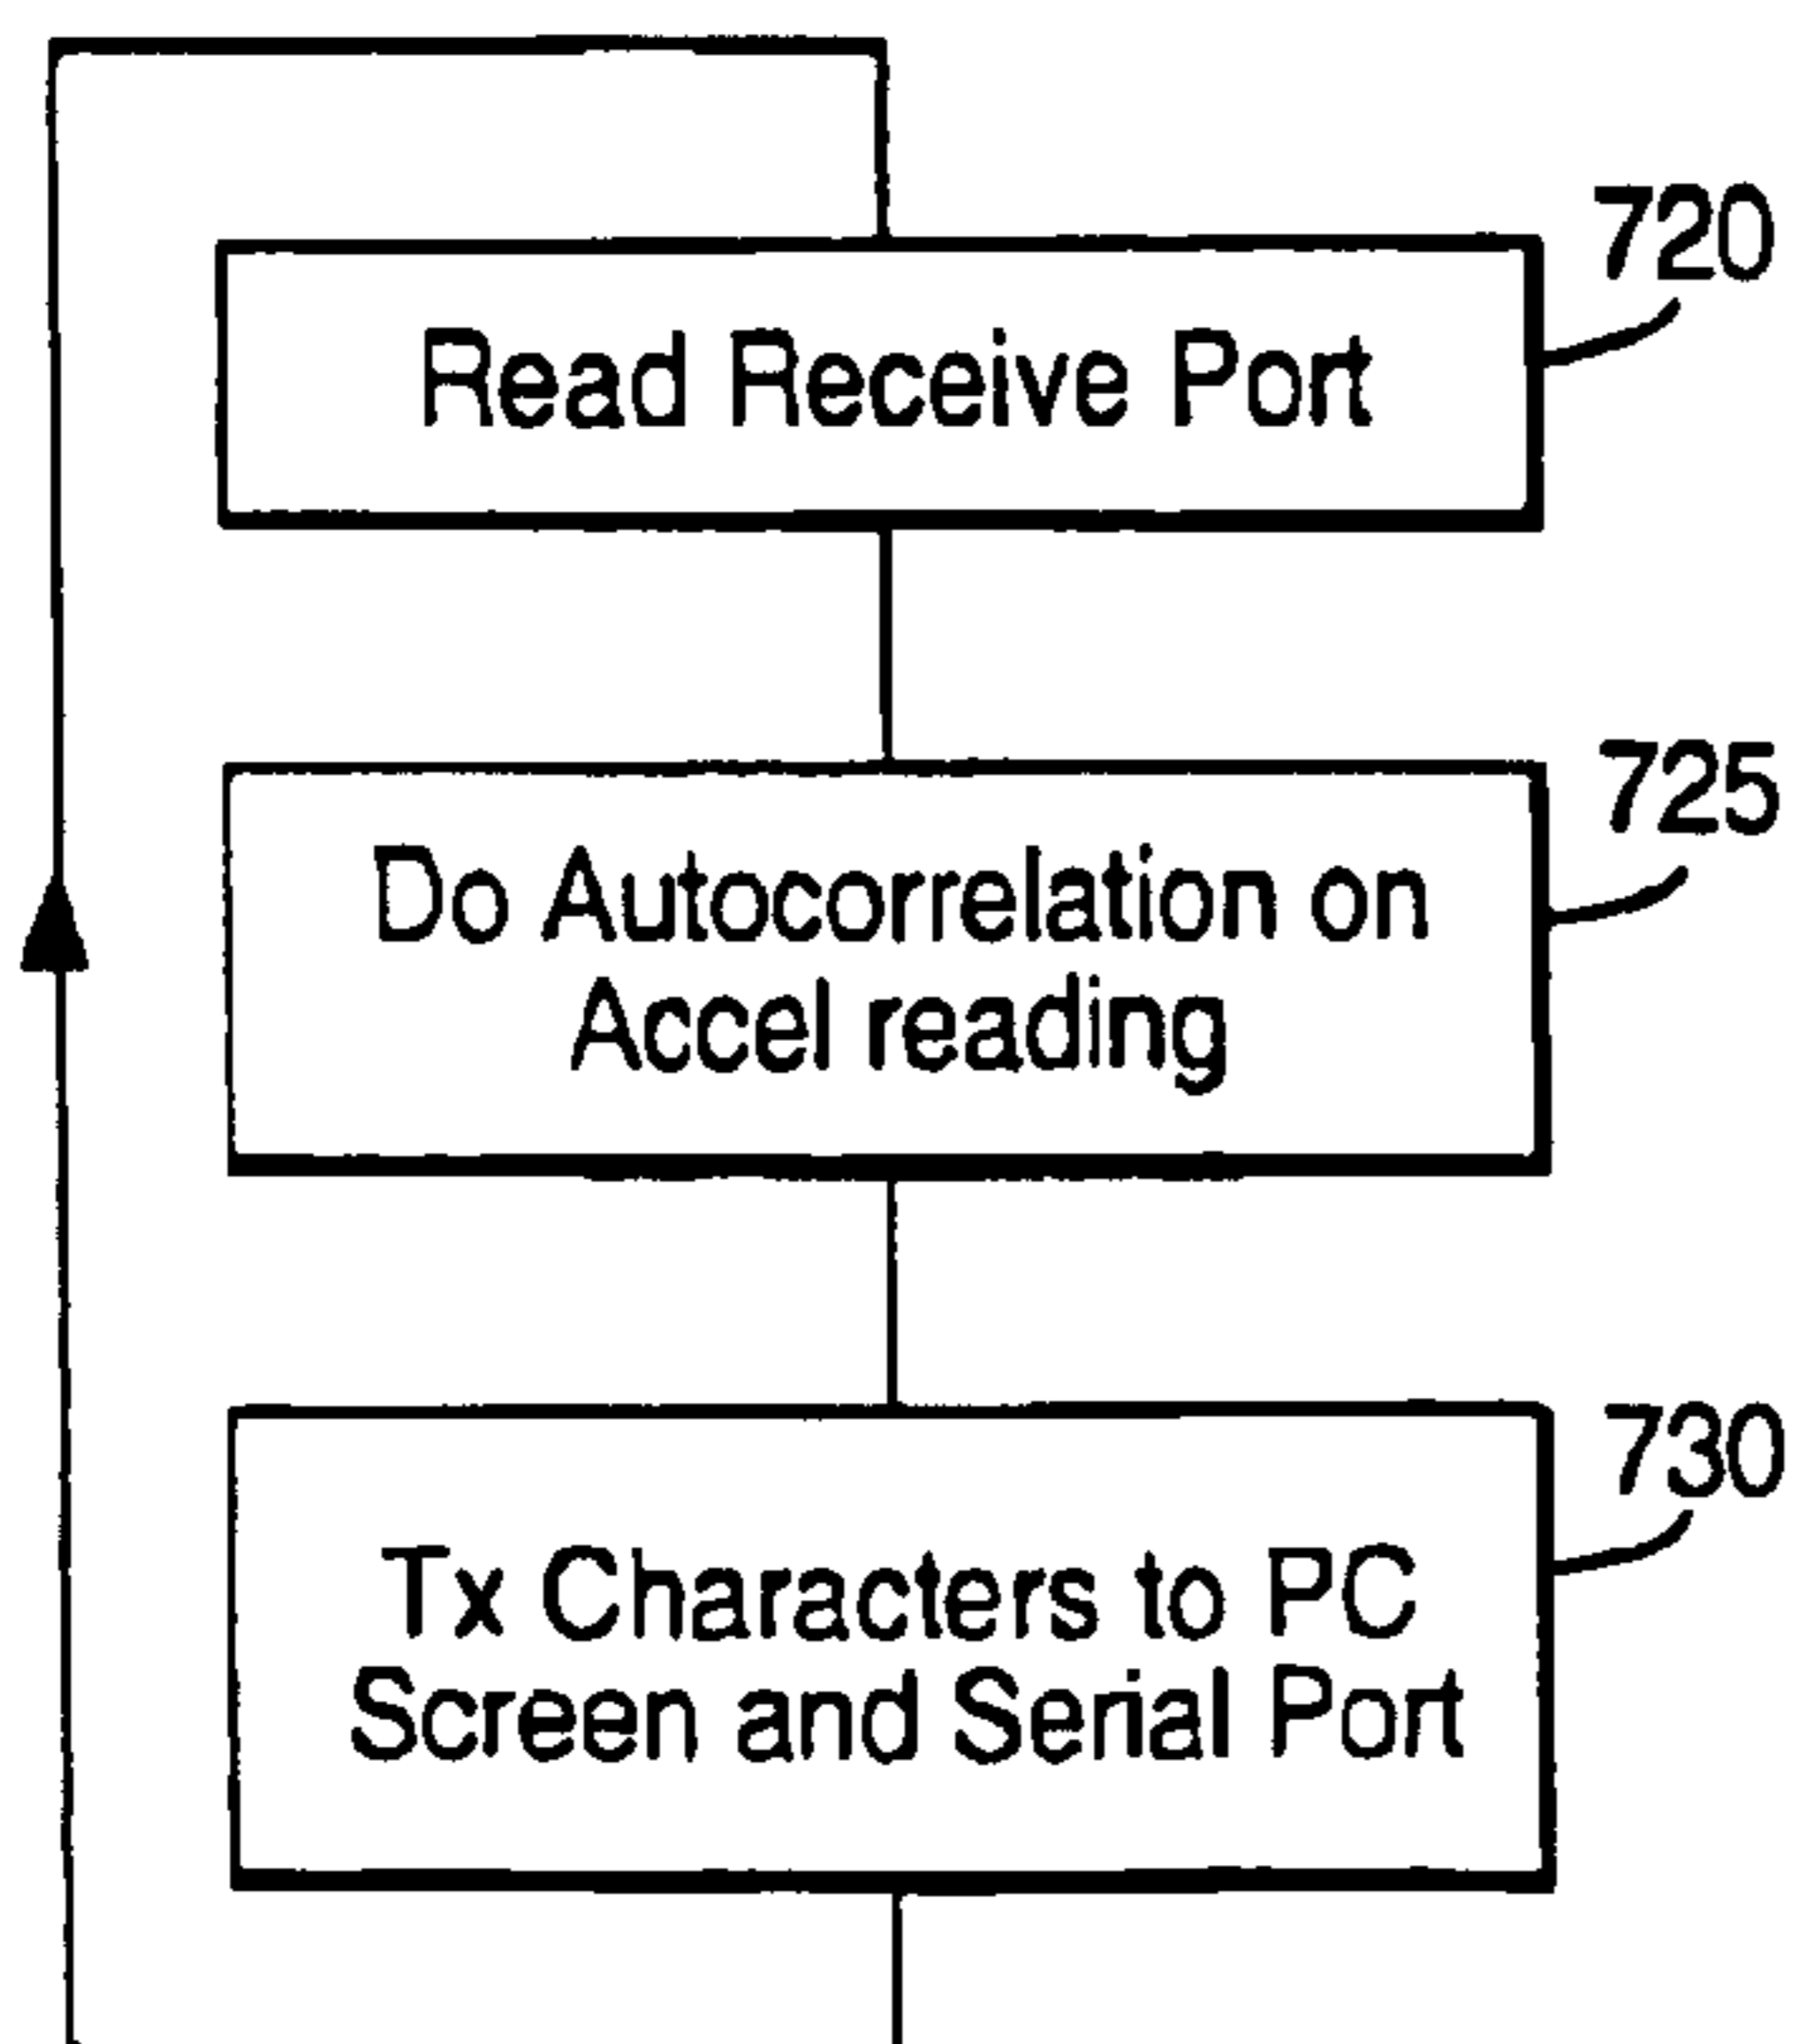 720
Read Receive Port
725
Do Autocorrelation on
Accel reading
730
Tx Characters to PC
Screen and Serial Port